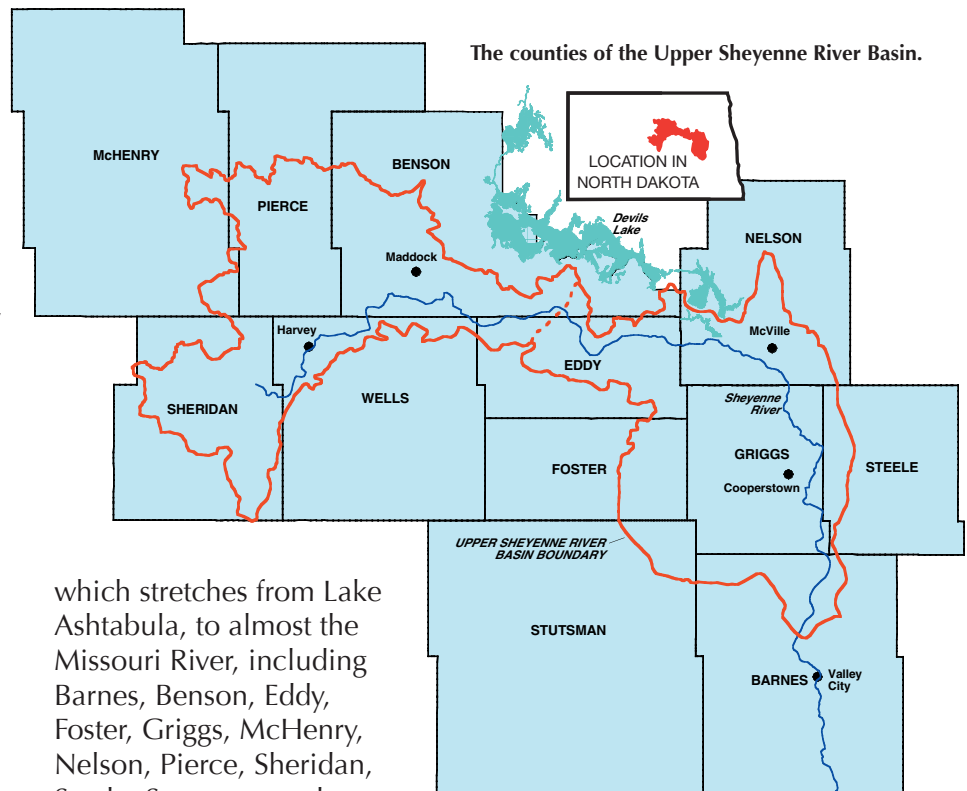 The counties of the Upper Sheyenne River Basin.
LOCATION IN
NORTH DAKOTA
McHENRY
BENSON
PIERCE
Devils
Lake
NELSON
Maddock
Harvey
McVille
EDDY
WELLS
SHERIDAN
Sheyenne
River
GRIGGS
STEELE
FOSTER
Cooperstown
UPPER SHEYENNE RIVER
BASIN BOUNDARY
STUTSMAN
BARNES
Valley
City
which stretches from Lake
Ashtabula, to almost the
Missouri River, including
Barnes, Benson, Eddy,
Foster, Griggs, McHenry,
Nelson, Pierce, Sheridan,